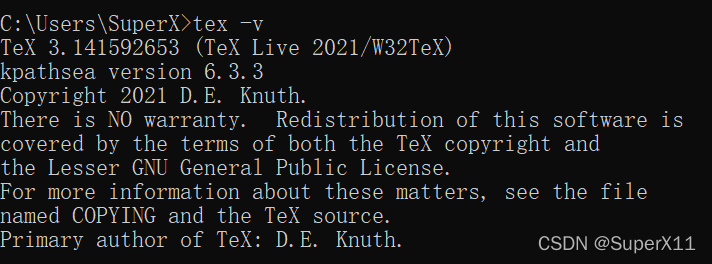 C:\Users\SuperX>tex -v
TeX 3.141592653 (TeX Live 2021/W32TeX)
kpathsea version 6.3.3
Copyright 2021 D.E. Knuth.
There is NO warranty.  Redistribution of this software is
covered by the terms of both the TeX copyright and
the Lesser GNU General Public License.
For more information about these matters, see the file
named COPYING and the TeX source.
Primary author of TeX: D.E. Knuth.
CSDN @SuperX11